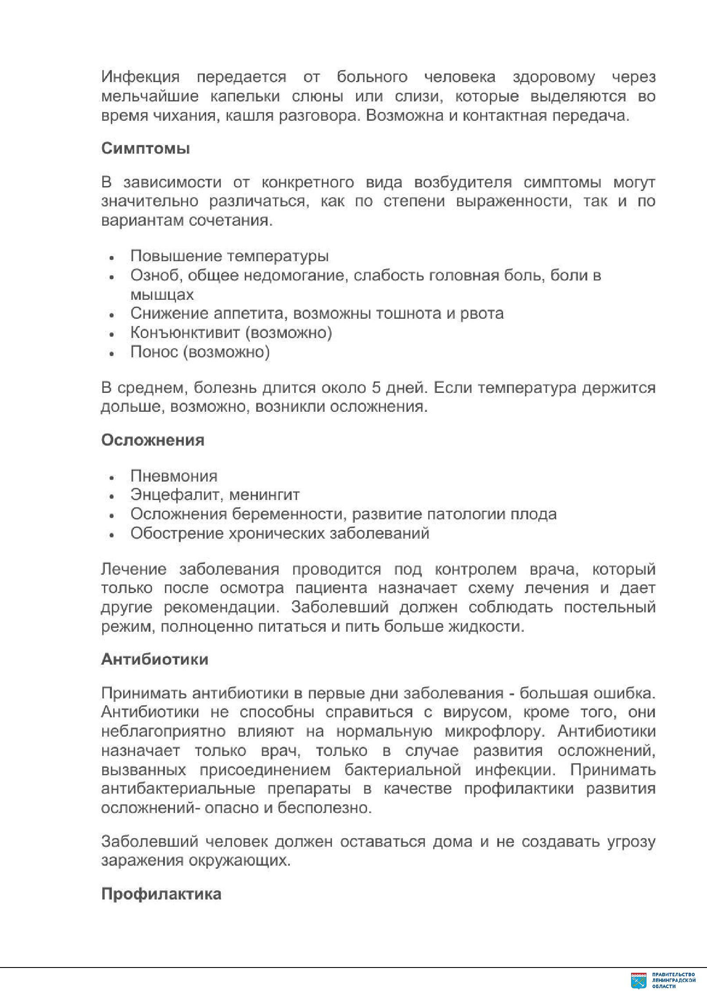 Инфекция передается от больного человека здоровому через
мельчайшие капельки слюны или слизи, которые выделяются во
время чихания, кашля разговора. Возможна и контактная передача.
Симптомы
В зависимости от конкретного вида возбудителя симптомы могут
значительно различаться, как по степени выраженности, так и по
вариантам сочетания.
• Повышение температуры
• Озноб, общее недомогание, слабость головная боль, боли в
мышцах
• Снижение аппетита, возможны тошнота и рвота
• Конъюнктивит (возможно)
• Понос (возможно)
В среднем, болезнь длится около 5 дней. Если температура держится
дольше, возможно, возникли осложнения.
Осложнения
• Пневмония
• Энцефалит, менингит
• Осложнения беременности, развитие патологии плода
• Обострение хронических заболеваний
Лечение заболевания проводится под контролем врача, который
только после осмотра пациента назначает схему лечения и дает
другие рекомендации. Заболевший должен соблюдать постельный
режим, полноценно питаться и пить больше жидкости.
Антибиотики
Принимать антибиотики в первые дни заболевания - большая ошибка.
Антибиотики не способны справиться с вирусом, кроме того, они
неблагоприятно влияют на нормальную микрофлору. Антибиотики
назначает только врач, только в случае развития осложнений,
вызванных присоединением бактериальной инфекции. Принимать
антибактериальные препараты в качестве профилактики развития
осложнений- опасно и бесполезно.
Заболевший человек должен оставаться дома и не создавать угрозу
заражения окружающих.
Профилактика
ПРАВИТЕЛЬСТВО
ЛЕНИНГРАДСКОЙ
ОБЛАСТИ